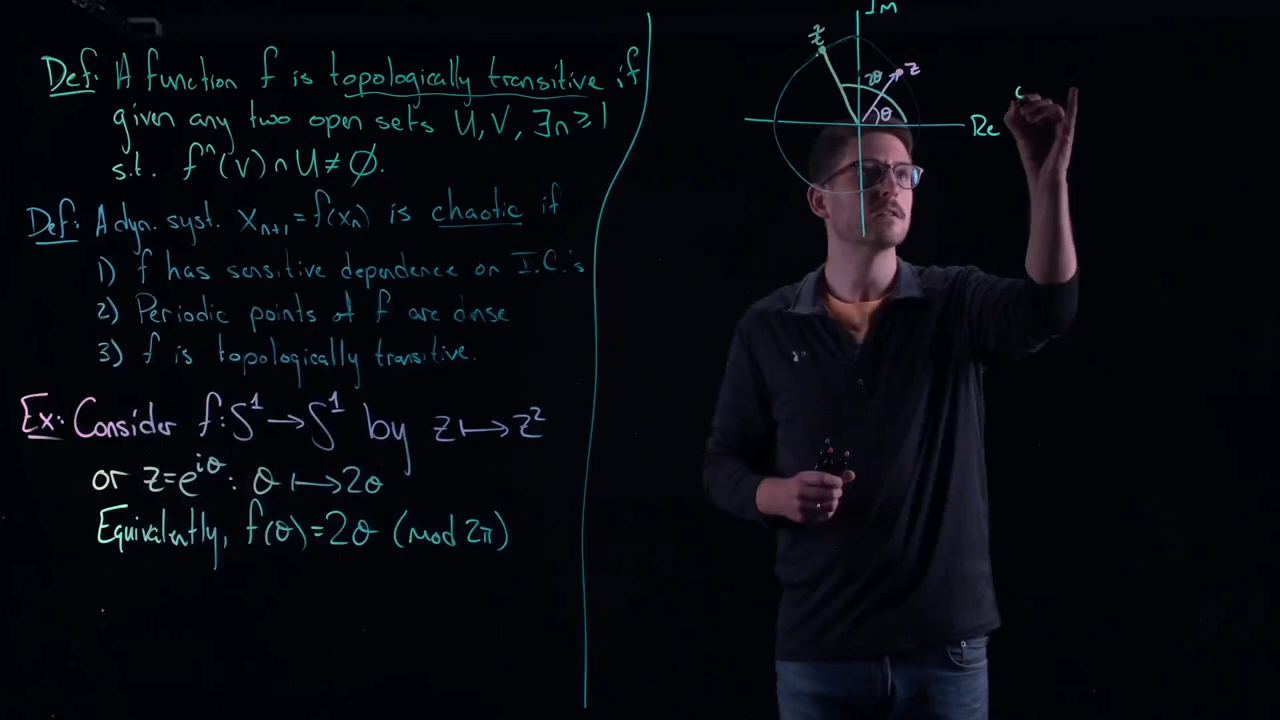 Def: A function f is topologically transitive if
given any two open sets U, V, ∃n≥1
s.t. fⁿ(V)∩U≠∅.
Def: A dyn. syst. Xₙ₊₁=f(xₙ) is chaotic if
1) f has sensitive dependence on I.C.'s
2) Periodic points of f are dense
3) f is topologically transitive.
Ex: Consider f:S¹→S¹ by z⟼z²
or z=e^{iθ}: θ⟼2θ
Equivalently, f(θ)=2θ (mod 2π)
Im
z²
2θ
z
θ
Re